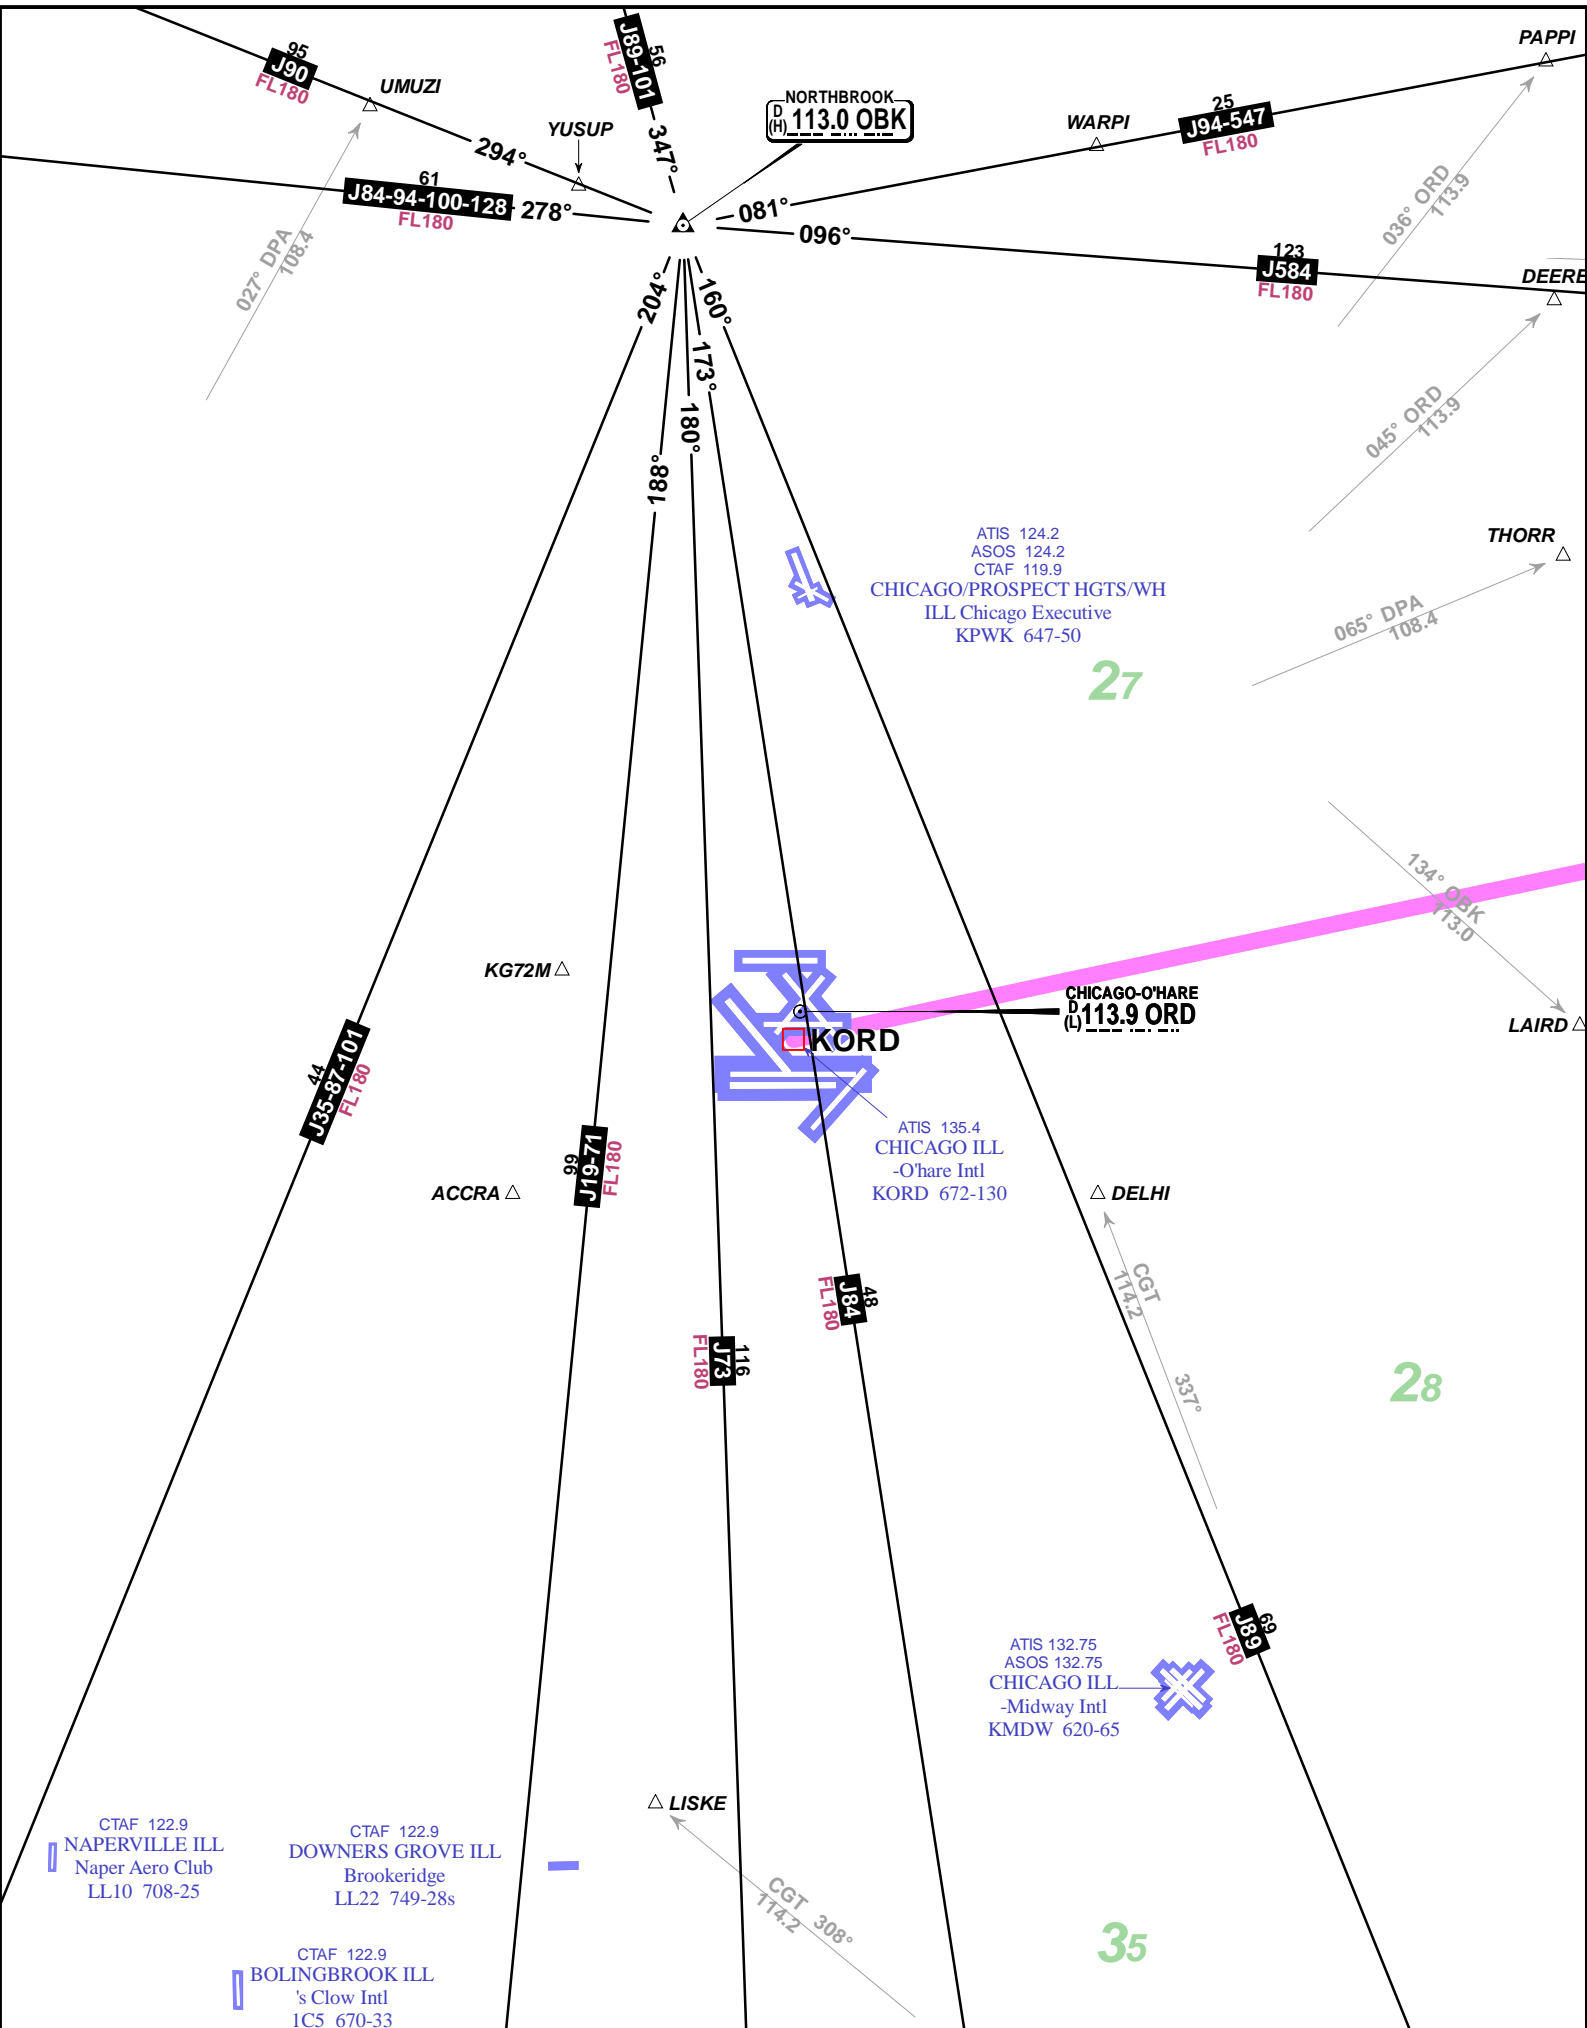 95
J90
FL180
UMUZI
YUSUP
294°
56
J89-101
FL180
347°
NORTHBROOK
D
(H) 113.0 OBK
WARPI
25
J94-547
FL180
PAPPI
61
J84-94-100-128
FL180
278°
081°
096°
036° ORD
113.9
123
J584
FL180
DEERE
027° DPA
108.4
204°
160°
173°
180°
188°
045° ORD
113.9
THORR
065° DPA
108.4
ATIS 124.2
ASOS 124.2
CTAF 119.9
CHICAGO/PROSPECT HGTS/WH
ILL Chicago Executive
KPWK 647-50
27
134° OBK
113.0
KG72M
CHICAGO-O'HARE
D
(L) 113.9 ORD
LAIRD
KORD
44
J35-87-101
FL180
ATIS 135.4
CHICAGO ILL
-O'hare Intl
KORD 672-130
99
J19-71
FL180
ACCRA
DELHI
CGT
114.2
337°
48
J84
FL180
116
J73
FL180
28
69
J89
FL180
ATIS 132.75
ASOS 132.75
CHICAGO ILL
-Midway Intl
KMDW 620-65
LISKE
CGT 308°
114.2
CTAF 122.9
NAPERVILLE ILL
Naper Aero Club
LL10 708-25
CTAF 122.9
DOWNERS GROVE ILL
Brookeridge
LL22 749-28s
35
CTAF 122.9
BOLINGBROOK ILL
's Clow Intl
1C5 670-33